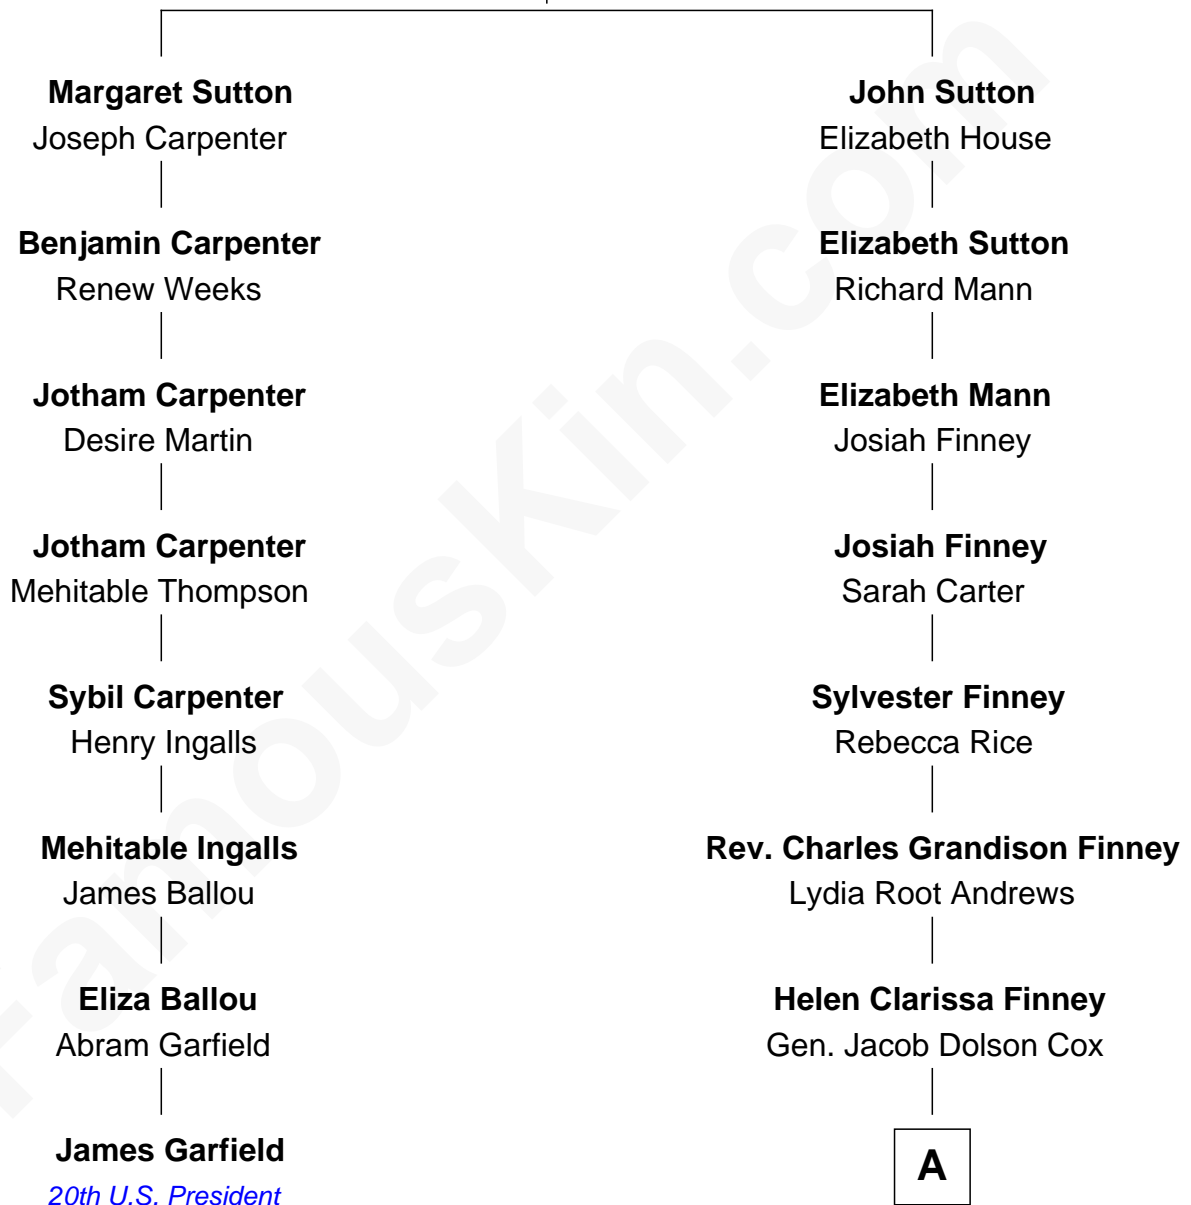 Margaret Sutton
Joseph Carpenter
Benjamin Carpenter
Renew Weeks
Jotham Carpenter
Desire Martin
Jotham Carpenter
Mehitable Thompson
Sybil Carpenter
Henry Ingalls
Mehitable Ingalls
James Ballou
Eliza Ballou
Abram Garfield
James Garfield
20th U.S. President
John Sutton
Elizabeth House
Elizabeth Sutton
Richard Mann
Elizabeth Mann
Josiah Finney
Josiah Finney
Sarah Carter
Sylvester Finney
Rebecca Rice
Rev. Charles Grandison Finney
Lydia Root Andrews
Helen Clarissa Finney
Gen. Jacob Dolson Cox
A
FamousKin.com